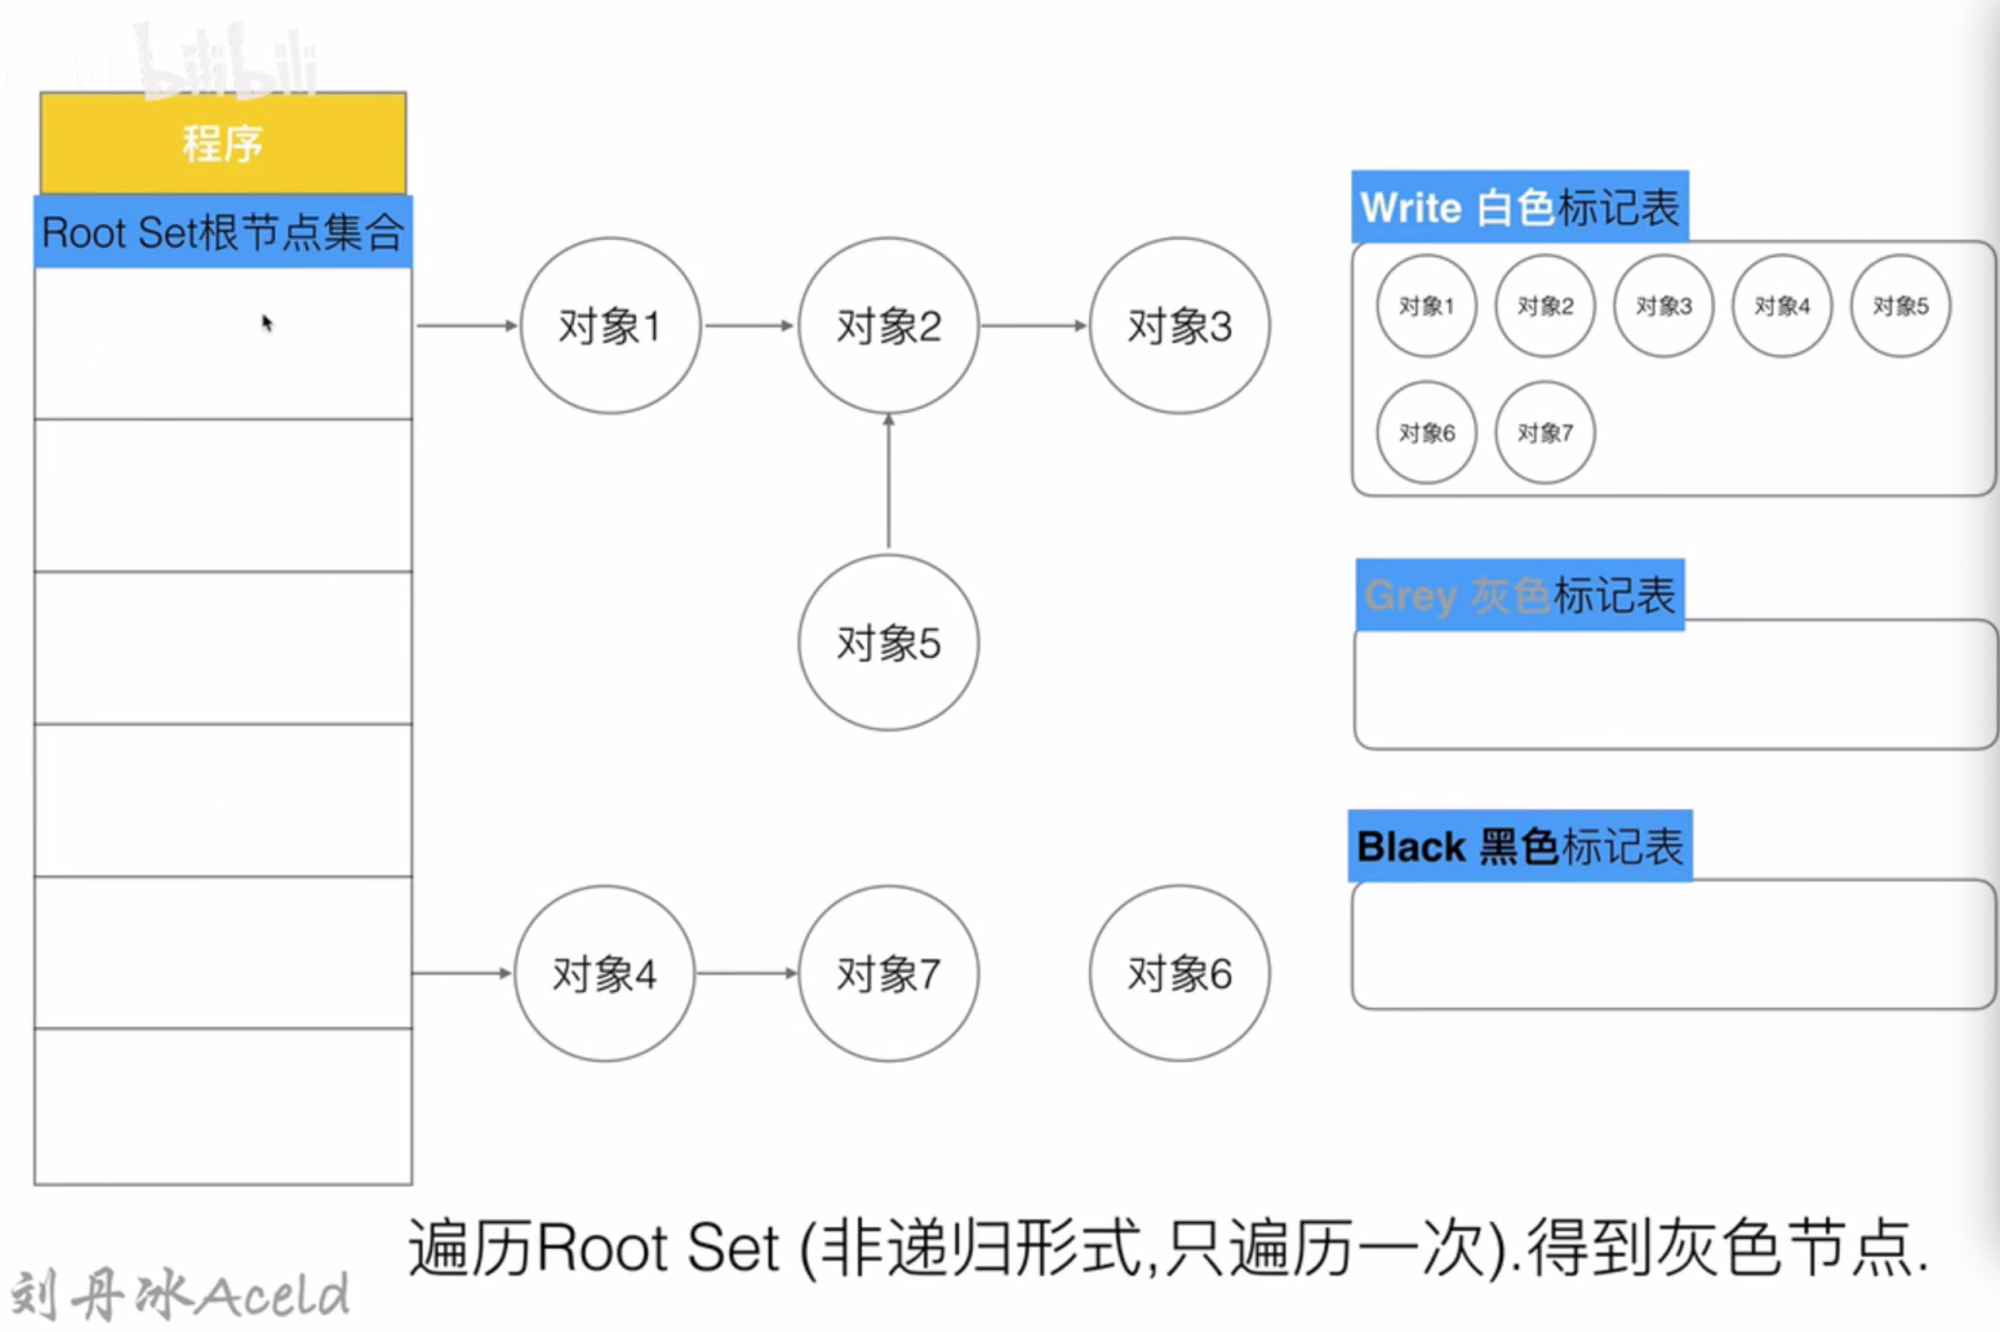 bilibili
程序
Root Set根节点集合
对象1
对象2
对象3
对象5
对象4
对象7
对象6
Write 白色标记表
对象1
对象2
对象3
对象4
对象5
对象6
对象7
Grey 灰色标记表
Black 黑色标记表
遍历Root Set (非递归形式,只遍历一次).得到灰色节点.
刘丹冰Aceld